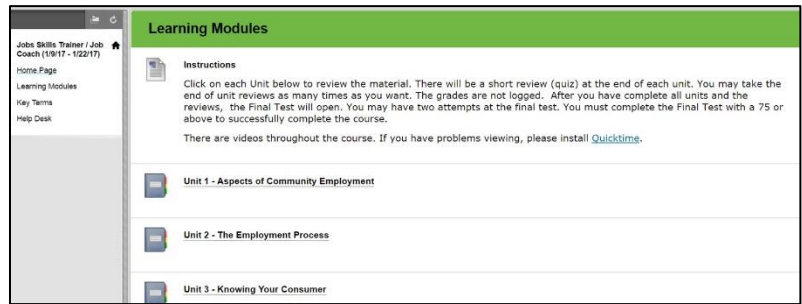 Jobs Skills Trainer / Job
Coach (1/9/17 - 1/22/17)
Home Page
Learning Modules
Key Terms
Help Desk
Learning Modules
Instructions
Click on each Unit below to review the material. There will be a short review (quiz) at the end of each unit. You may take the
end of unit reviews as many times as you want. The grades are not logged. After you have complete all units and the
reviews, the Final Test will open. You may have two attempts at the final test. You must complete the Final Test with a 75 or
above to successfully complete the course.
There are videos throughout the course. If you have problems viewing, please install Quicktime.
Unit 1 - Aspects of Community Employment
Unit 2 - The Employment Process
Unit 3 - Knowing Your Consumer